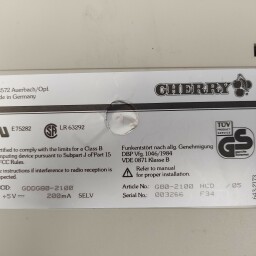 8572 Auerbach/Opf.
de in Germany
CHERRY
E75292
LR 63292
TÜV
GS
rtified to comply with the limits for a Class B
mputing device pursuant to Subpart J of Part 15
FCC Rules.
Funkentstört nach allg. Genehmigung
DBP Vfg. 1046/1984
VDE 0871 Klasse B
e instructions if interference to radio reception is
pected.
Refer to manual
for proper installation.
GDGG80-2100
+5V 200mA SELV
Article No. G80-2100 HCD /05
Serial No. 003266 F34